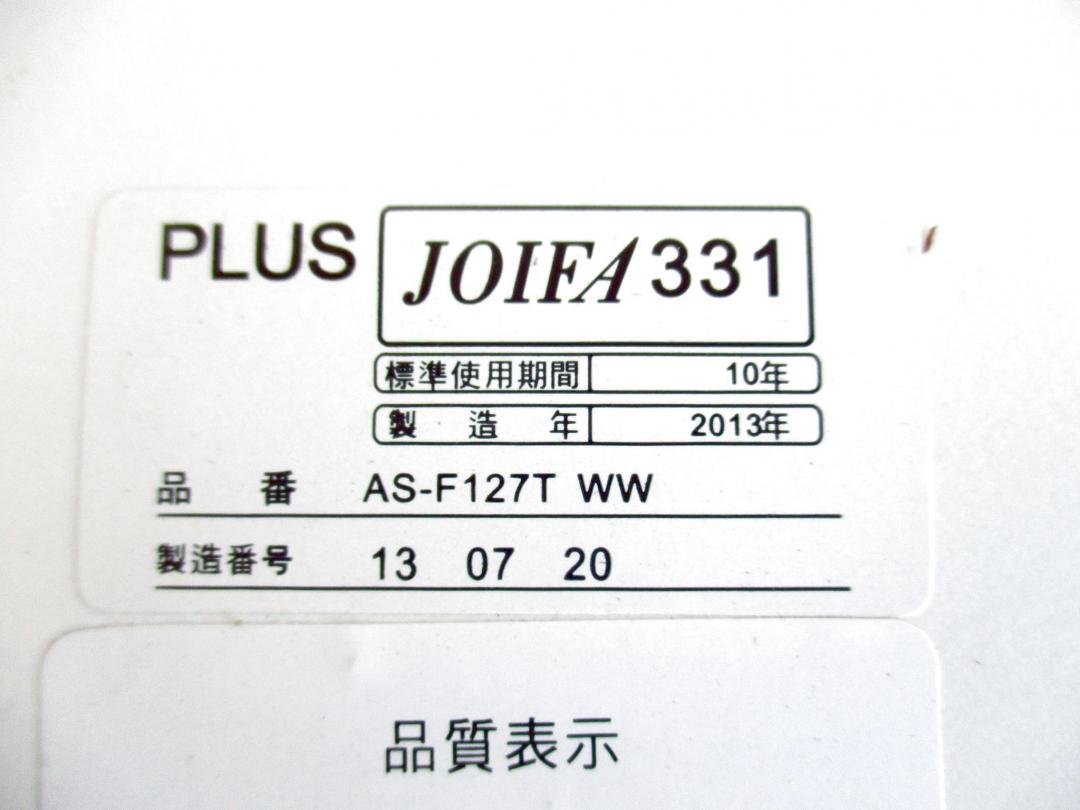 PLUS JOIFA 331
標準使用期間 10年
製造年 2013年
品番 AS-F127T WW
製造番号 13 07 20
品質表示